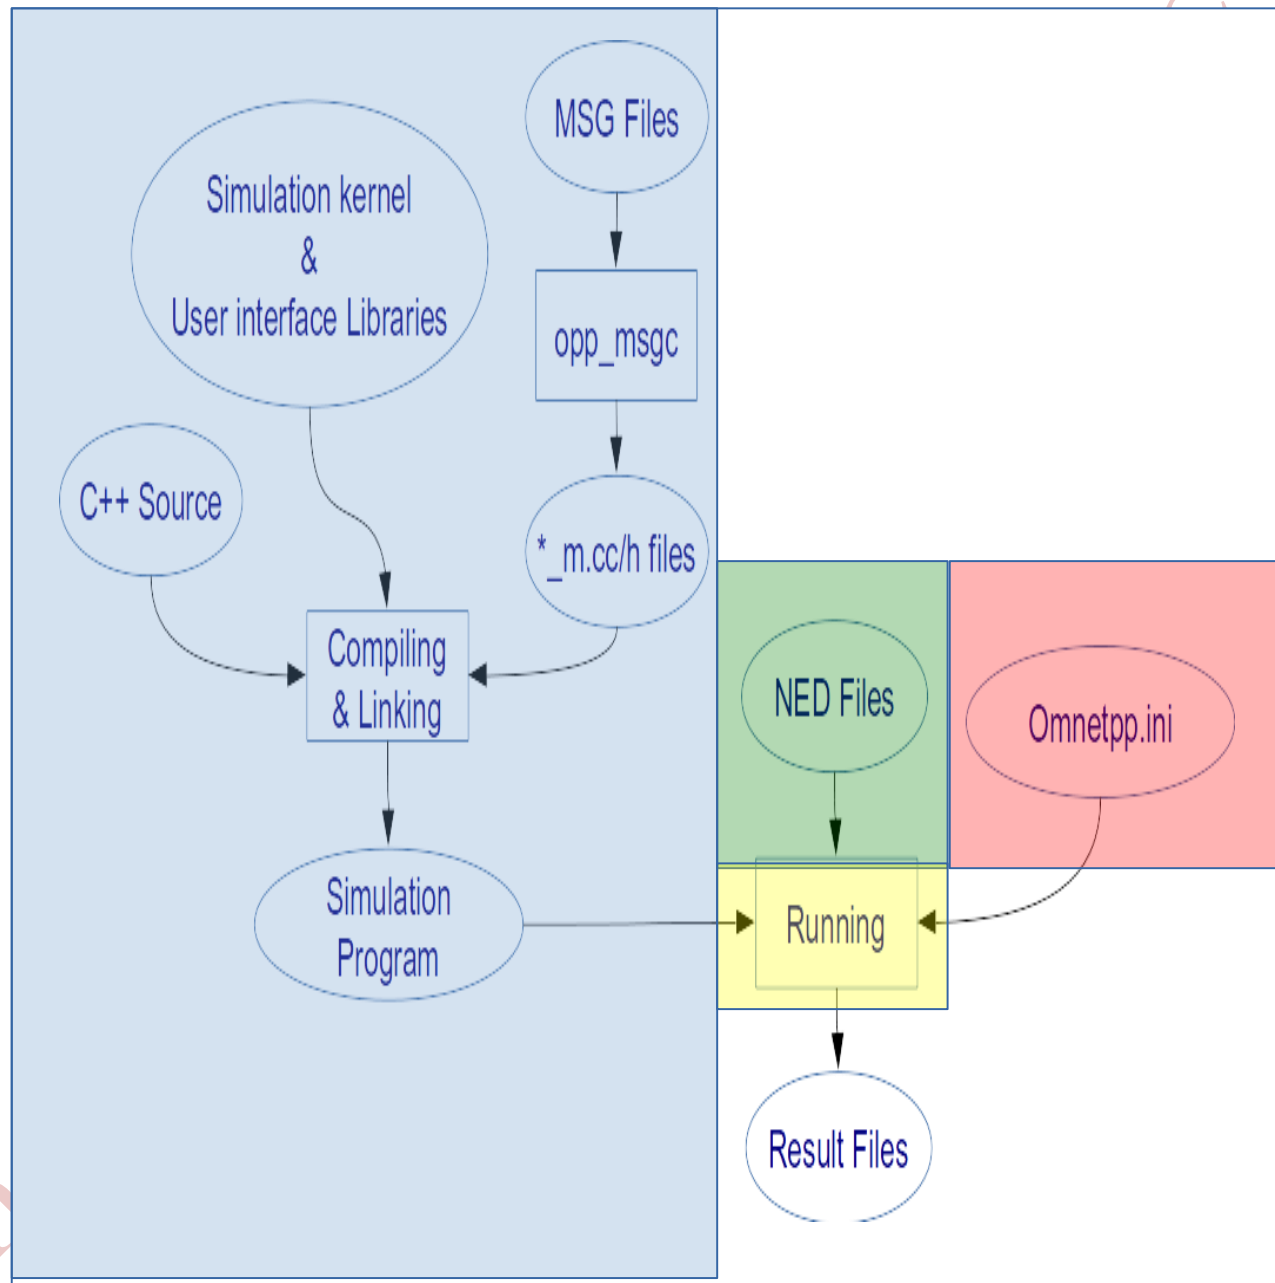 MSG Files
Simulation kernel
&
User interface Libraries
opp_msgc
C++ Source
*_m.cc/h files
Compiling
& Linking
NED Files
Omnetpp.ini
Simulation
Program
Running
Result Files